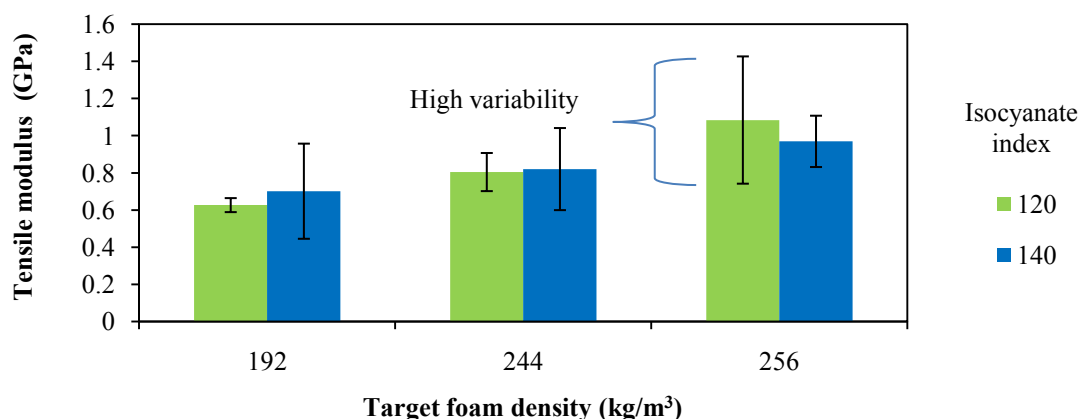 Tensile modulus (GPa)
1.6
1.4
1.2
1
0.8
0.6
0.4
0.2
0
High variability
192
244
256
Target foam density (kg/m³)
Isocyanate
index
120
140